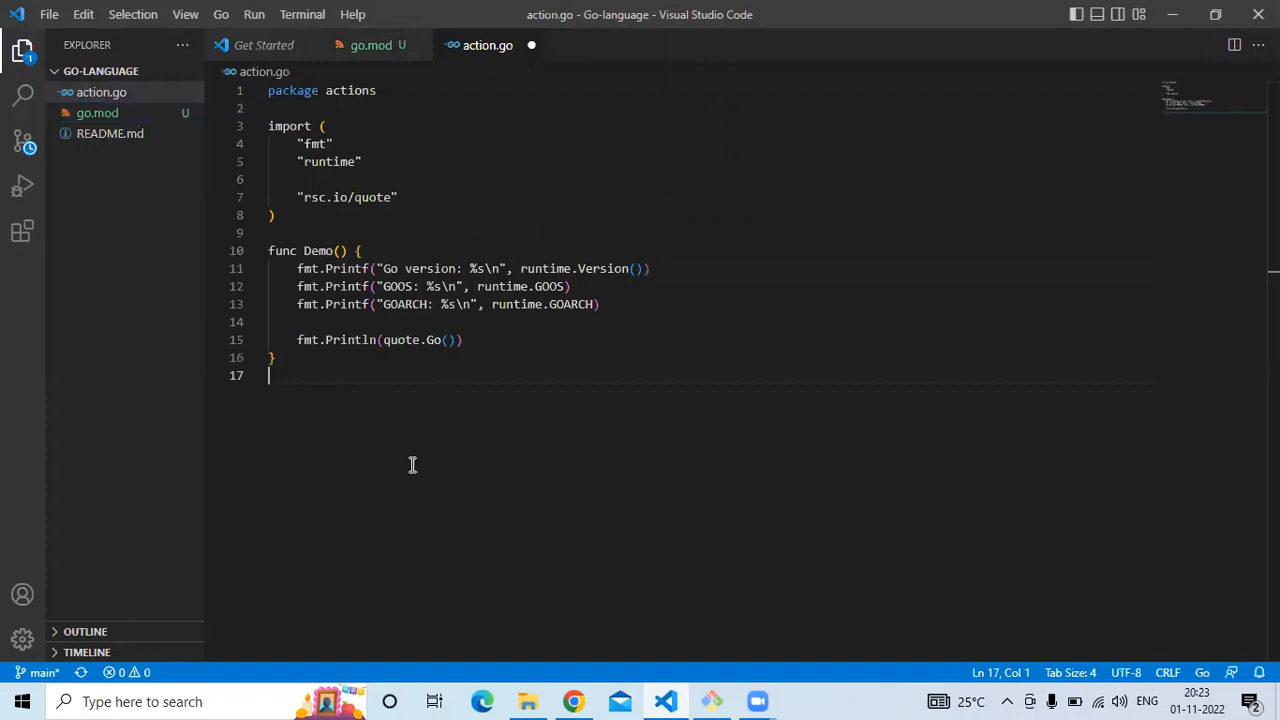 File Edit Selection View Go Run Terminal Help
action.go - Go-language - Visual Studio Code
EXPLORER
Get Started
go.mod U
action.go
GO-LANGUAGE
action.go
go.mod U
README.md
action.go
1 package actions
2
3 import (
4 "fmt"
5 "runtime"
6
7 "rsc.io/quote"
8 )
9
10 func Demo() {
11 fmt.Printf("Go version: %s\n", runtime.Version())
12 fmt.Printf("GOOS: %s\n", runtime.GOOS)
13 fmt.Printf("GOARCH: %s\n", runtime.GOARCH)
14
15 fmt.Println(quote.Go())
16 }
17
1
OUTLINE
TIMELINE
main* 0 0
Ln 17, Col 1 Tab Size: 4 UTF-8 CRLF Go
Type here to search
25°C
ENG
20:23
01-11-2022
2